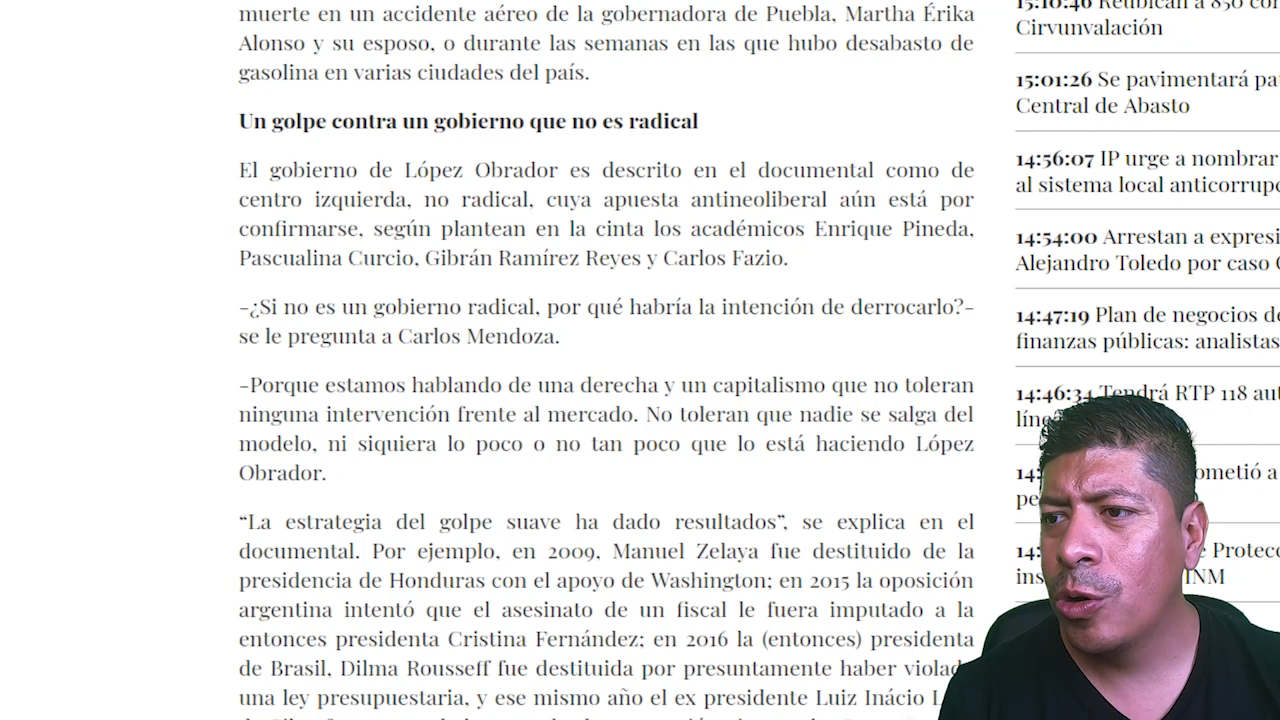 muerte en un accidente aéreo de la gobernadora de Puebla, Martha Érika
Alonso y su esposo, o durante las semanas en las que hubo desabasto de
gasolina en varias ciudades del país.
Un golpe contra un gobierno que no es radical
El gobierno de López Obrador es descrito en el documental como de
centro izquierda, no radical, cuya apuesta antineoliberal aún está por
confirmarse, según plantean en la cinta los académicos Enrique Pineda,
Pascualina Curcio, Gibrán Ramírez Reyes y Carlos Fazio.
-¿Si no es un gobierno radical, por qué habría la intención de derrocarlo?-
se le pregunta a Carlos Mendoza.
-Porque estamos hablando de una derecha y un capitalismo que no toleran
ninguna intervención frente al mercado. No toleran que nadie se salga del
modelo, ni siquiera lo poco o no tan poco que lo está haciendo López
Obrador.
“La estrategia del golpe suave ha dado resultados”, se explica en el
documental. Por ejemplo, en 2009, Manuel Zelaya fue destituido de la
presidencia de Honduras con el apoyo de Washington; en 2015 la oposición
argentina intentó que el asesinato de un fiscal le fuera imputado a la
entonces presidenta Cristina Fernández; en 2016 la (entonces) presidenta
de Brasil, Dilma Rousseff fue destituida por presuntamente haber violad
una ley presupuestaria, y ese mismo año el ex presidente Luiz Inácio
15:10:46 Reubican a 850
Cirvunvalación
15:01:26 Se pavimentará
Central de Abasto
14:56:07 IP urge a nombrar
al sistema local
14:54:00 Arrestan a
Alejandro Toledo por caso
14:47:19 Plan de negocios
finanzas públicas: analistas
14:46:34 Tendrá RTP 118
14:
ometió a
14:
INM